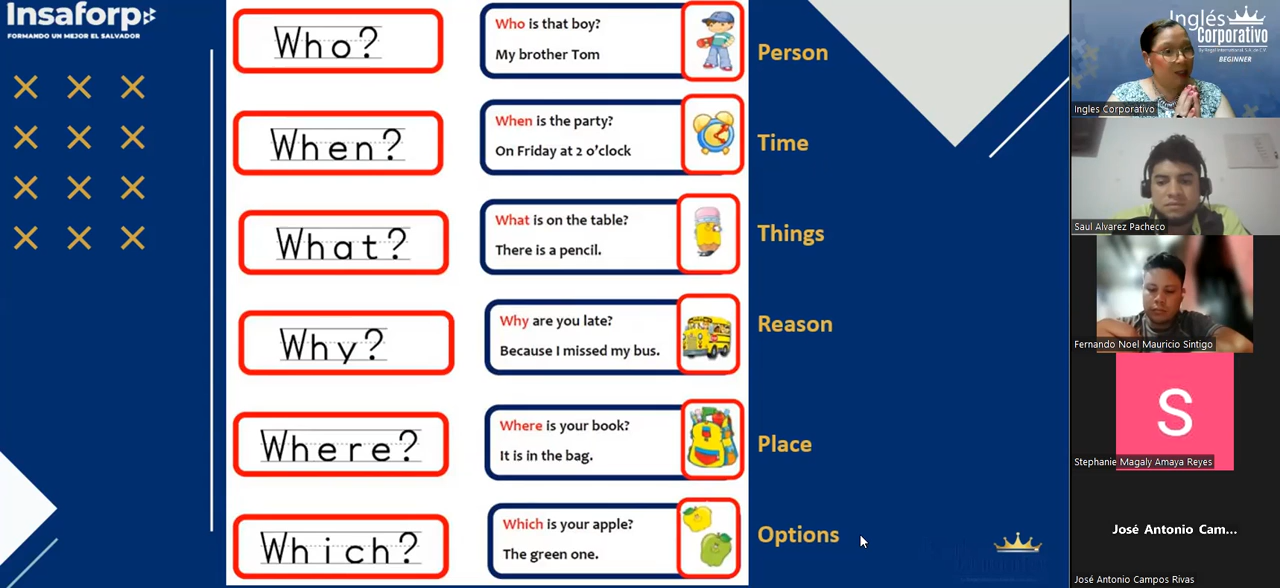 Insaforp
FORMANDO UN MEJOR EL SALVADOR
Who?
Who is that boy?
My brother Tom
Person
When?
When is the party?
On Friday at 2 o'clock
Time
What?
What is on the table?
There is a pencil.
Things
Why?
Why are you late?
Because I missed my bus.
Reason
Where?
Where is your book?
It is in the bag.
Place
Which?
Which is your apple?
The green one.
Options
Inglés
Corporativo
By Regal International S.A. de C.V
BEGINNER
Ingles Corporativo
Saul Alvarez Pacheco
Fernando Noel Mauricio Sintigo
S
Stephanie Magaly Amaya Reyes
José Antonio Cam...
José Antonio Campos Rivas